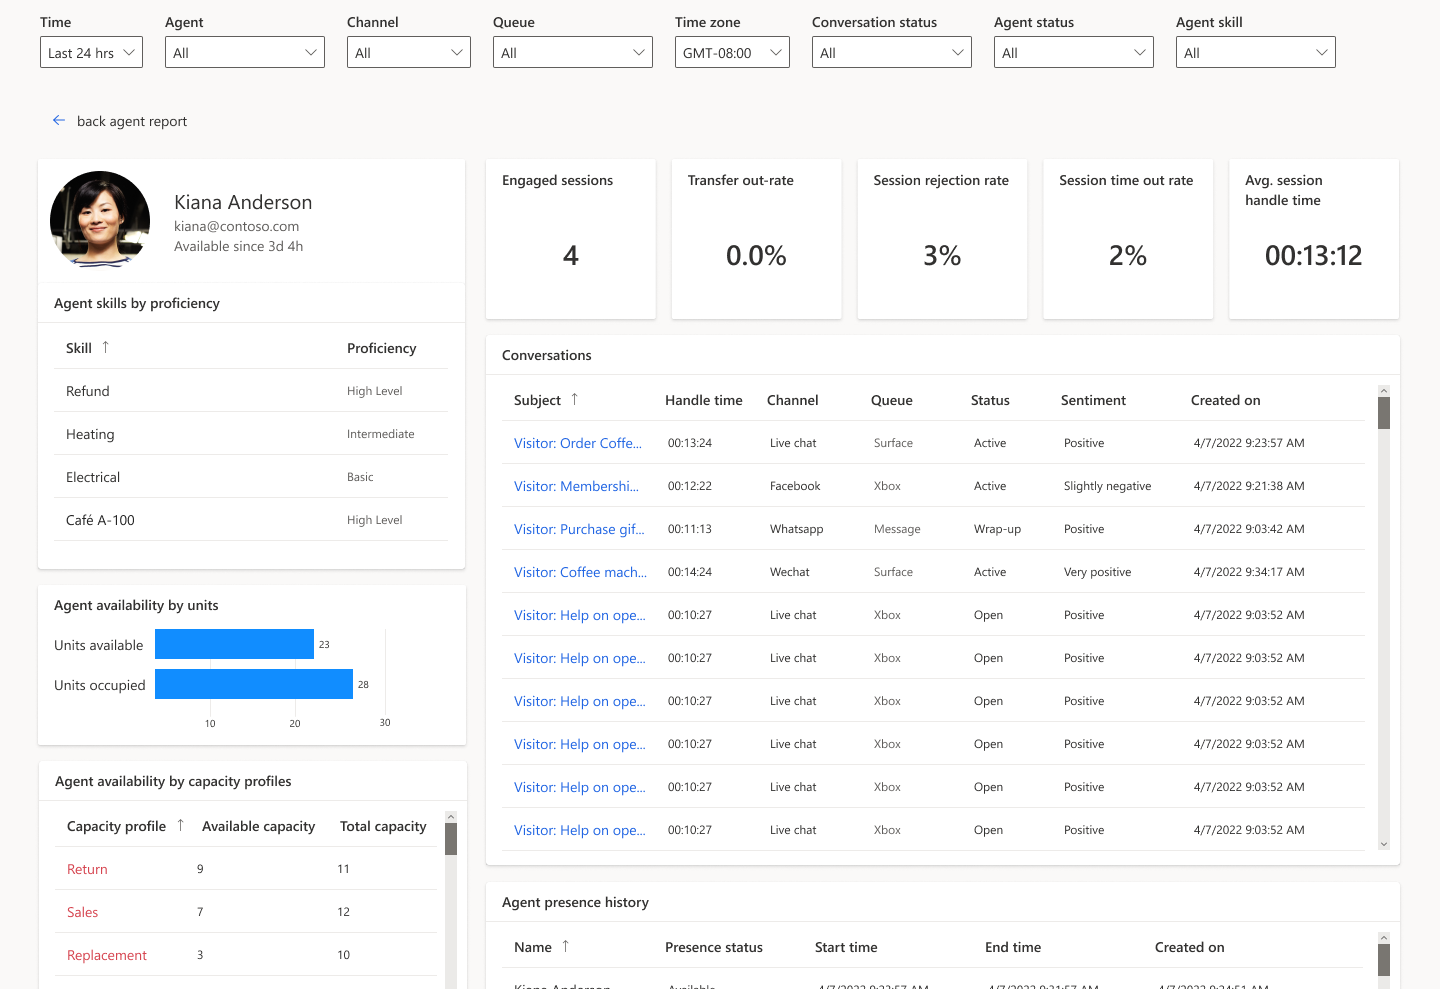 Time Agent Channel Queue Time zone Conversation status Agent status Agent skill
Last 24 hrs All All All GMT-08:00 All All All
back agent report
Kiana Anderson
kiana@contoso.com
Available since 3d 4h
Agent skills by proficiency
Skill ↑ Proficiency
Refund High Level
Heating Intermediate
Electrical Basic
Café A-100 High Level
Agent availability by units
Units available 23
Units occupied 28
10 20 30
Agent availability by capacity profiles
Capacity profile ↑ Available capacity Total capacity
Return 9 11
Sales 7 12
Replacement 3 10
Engaged sessions
4
Transfer out-rate
0.0%
Session rejection rate
3%
Session time out rate
2%
Avg. session
handle time
00:13:12
Conversations
Subject ↑ Handle time Channel Queue Status Sentiment Created on
Visitor: Order Coffe... 00:13:24 Live chat Surface Active Positive 4/7/2022 9:23:57 AM
Visitor: Membershi... 00:12:22 Facebook Xbox Active Slightly negative 4/7/2022 9:21:38 AM
Visitor: Purchase gif... 00:11:13 Whatsapp Message Wrap-up Positive 4/7/2022 9:03:42 AM
Visitor: Coffee mach... 00:14:24 Wechat Surface Active Very positive 4/7/2022 9:34:17 AM
Visitor: Help on ope... 00:10:27 Live chat Xbox Open Positive 4/7/2022 9:03:52 AM
Visitor: Help on ope... 00:10:27 Live chat Xbox Open Positive 4/7/2022 9:03:52 AM
Visitor: Help on ope... 00:10:27 Live chat Xbox Open Positive 4/7/2022 9:03:52 AM
Visitor: Help on ope... 00:10:27 Live chat Xbox Open Positive 4/7/2022 9:03:52 AM
Visitor: Help on ope... 00:10:27 Live chat Xbox Open Positive 4/7/2022 9:03:52 AM
Visitor: Help on ope... 00:10:27 Live chat Xbox Open Positive 4/7/2022 9:03:52 AM
Agent presence history
Name ↑ Presence status Start time End time Created on
Kiana Anderson Available 4/7/2022 9:23:57 AM